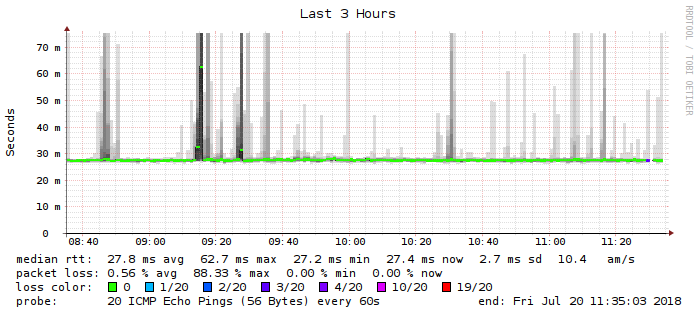 Last 3 Hours
RRDTOOL / TOBI OETIKER
Seconds
70 m
60 m
50 m
40 m
30 m
20 m
10 m
0
08:40 09:00 09:20 09:40 10:00 10:20 10:40 11:00 11:20
median rtt: 27.8 ms avg 62.7 ms max 27.2 ms min 27.4 ms now 2.7 ms sd 10.4 am/s
packet loss: 0.56 % avg 88.33 % max 0.00 % min 0.00 % now
loss color: 0 1/20 2/20 3/20 4/20 10/20 19/20
probe: 20 ICMP Echo Pings (56 Bytes) every 60s end: Fri Jul 20 11:35:03 2018